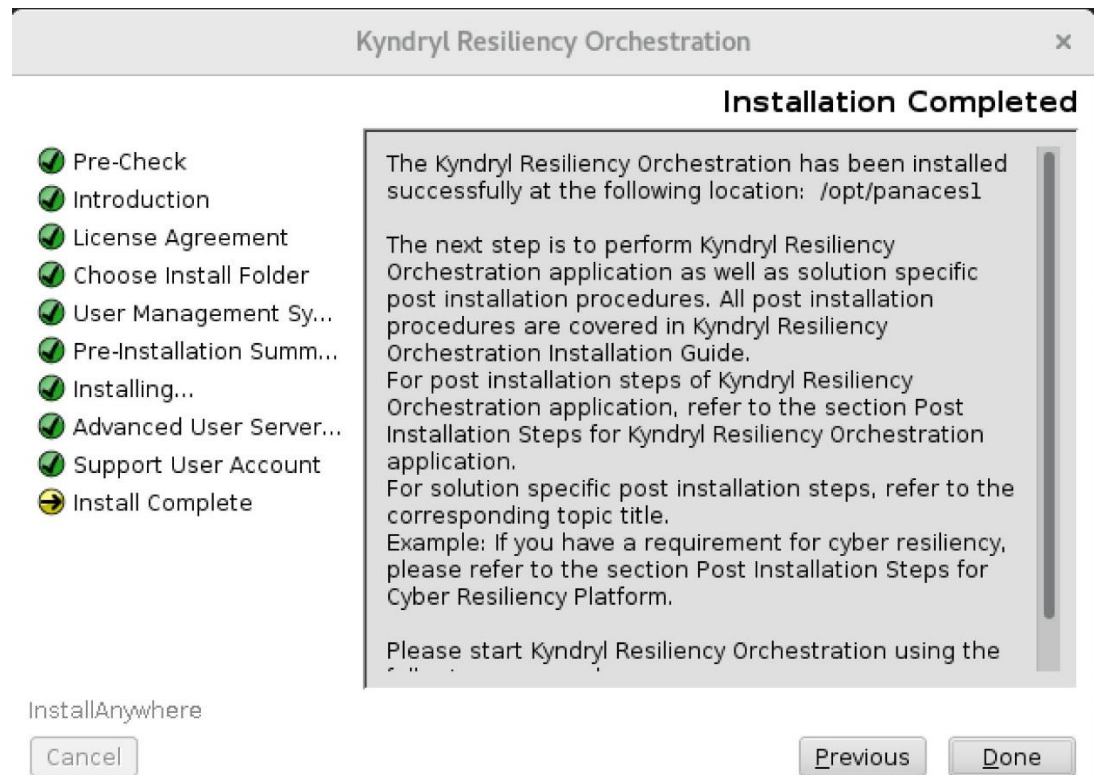 Kyndryl Resiliency Orchestration
Installation Completed
Pre-Check
Introduction
License Agreement
Choose Install Folder
User Management Sy...
Pre-Installation Summ...
Installing...
Advanced User Server...
Support User Account
Install Complete
The Kyndryl Resiliency Orchestration has been installed
successfully at the following location: /opt/panaces1
The next step is to perform Kyndryl Resiliency
Orchestration application as well as solution specific
post installation procedures. All post installation
procedures are covered in Kyndryl Resiliency
Orchestration Installation Guide.
For post installation steps of Kyndryl Resiliency
Orchestration application, refer to the section Post
Installation Steps for Kyndryl Resiliency Orchestration
application.
For solution specific post installation steps, refer to the
corresponding topic title.
Example: If you have a requirement for cyber resiliency,
please refer to the section Post Installation Steps for
Cyber Resiliency Platform.
Please start Kyndryl Resiliency Orchestration using the
InstallAnywhere
Cancel
Previous
Done